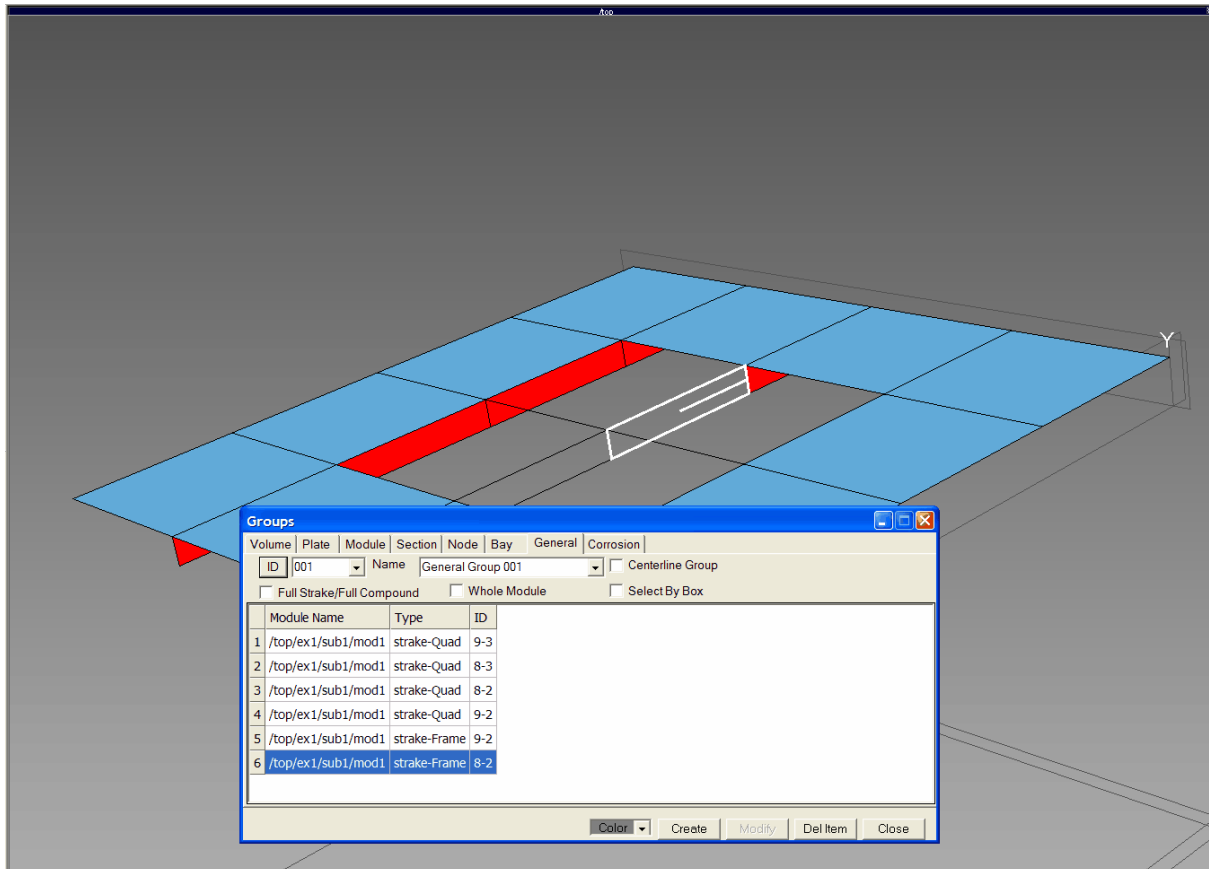 /top
Y
Groups
Volume Plate Module Section Node Bay General Corrosion
ID 001 Name General Group 001 Centerline Group
Full Strake/Full Compound Whole Module Select By Box
Module Name Type ID
1 /top/ex1/sub1/mod1 strake-Quad 9-3
2 /top/ex1/sub1/mod1 strake-Quad 8-3
3 /top/ex1/sub1/mod1 strake-Quad 8-2
4 /top/ex1/sub1/mod1 strake-Quad 9-2
5 /top/ex1/sub1/mod1 strake-Frame 9-2
6 /top/ex1/sub1/mod1 strake-Frame 8-2
Color Create Modify Del Item Close